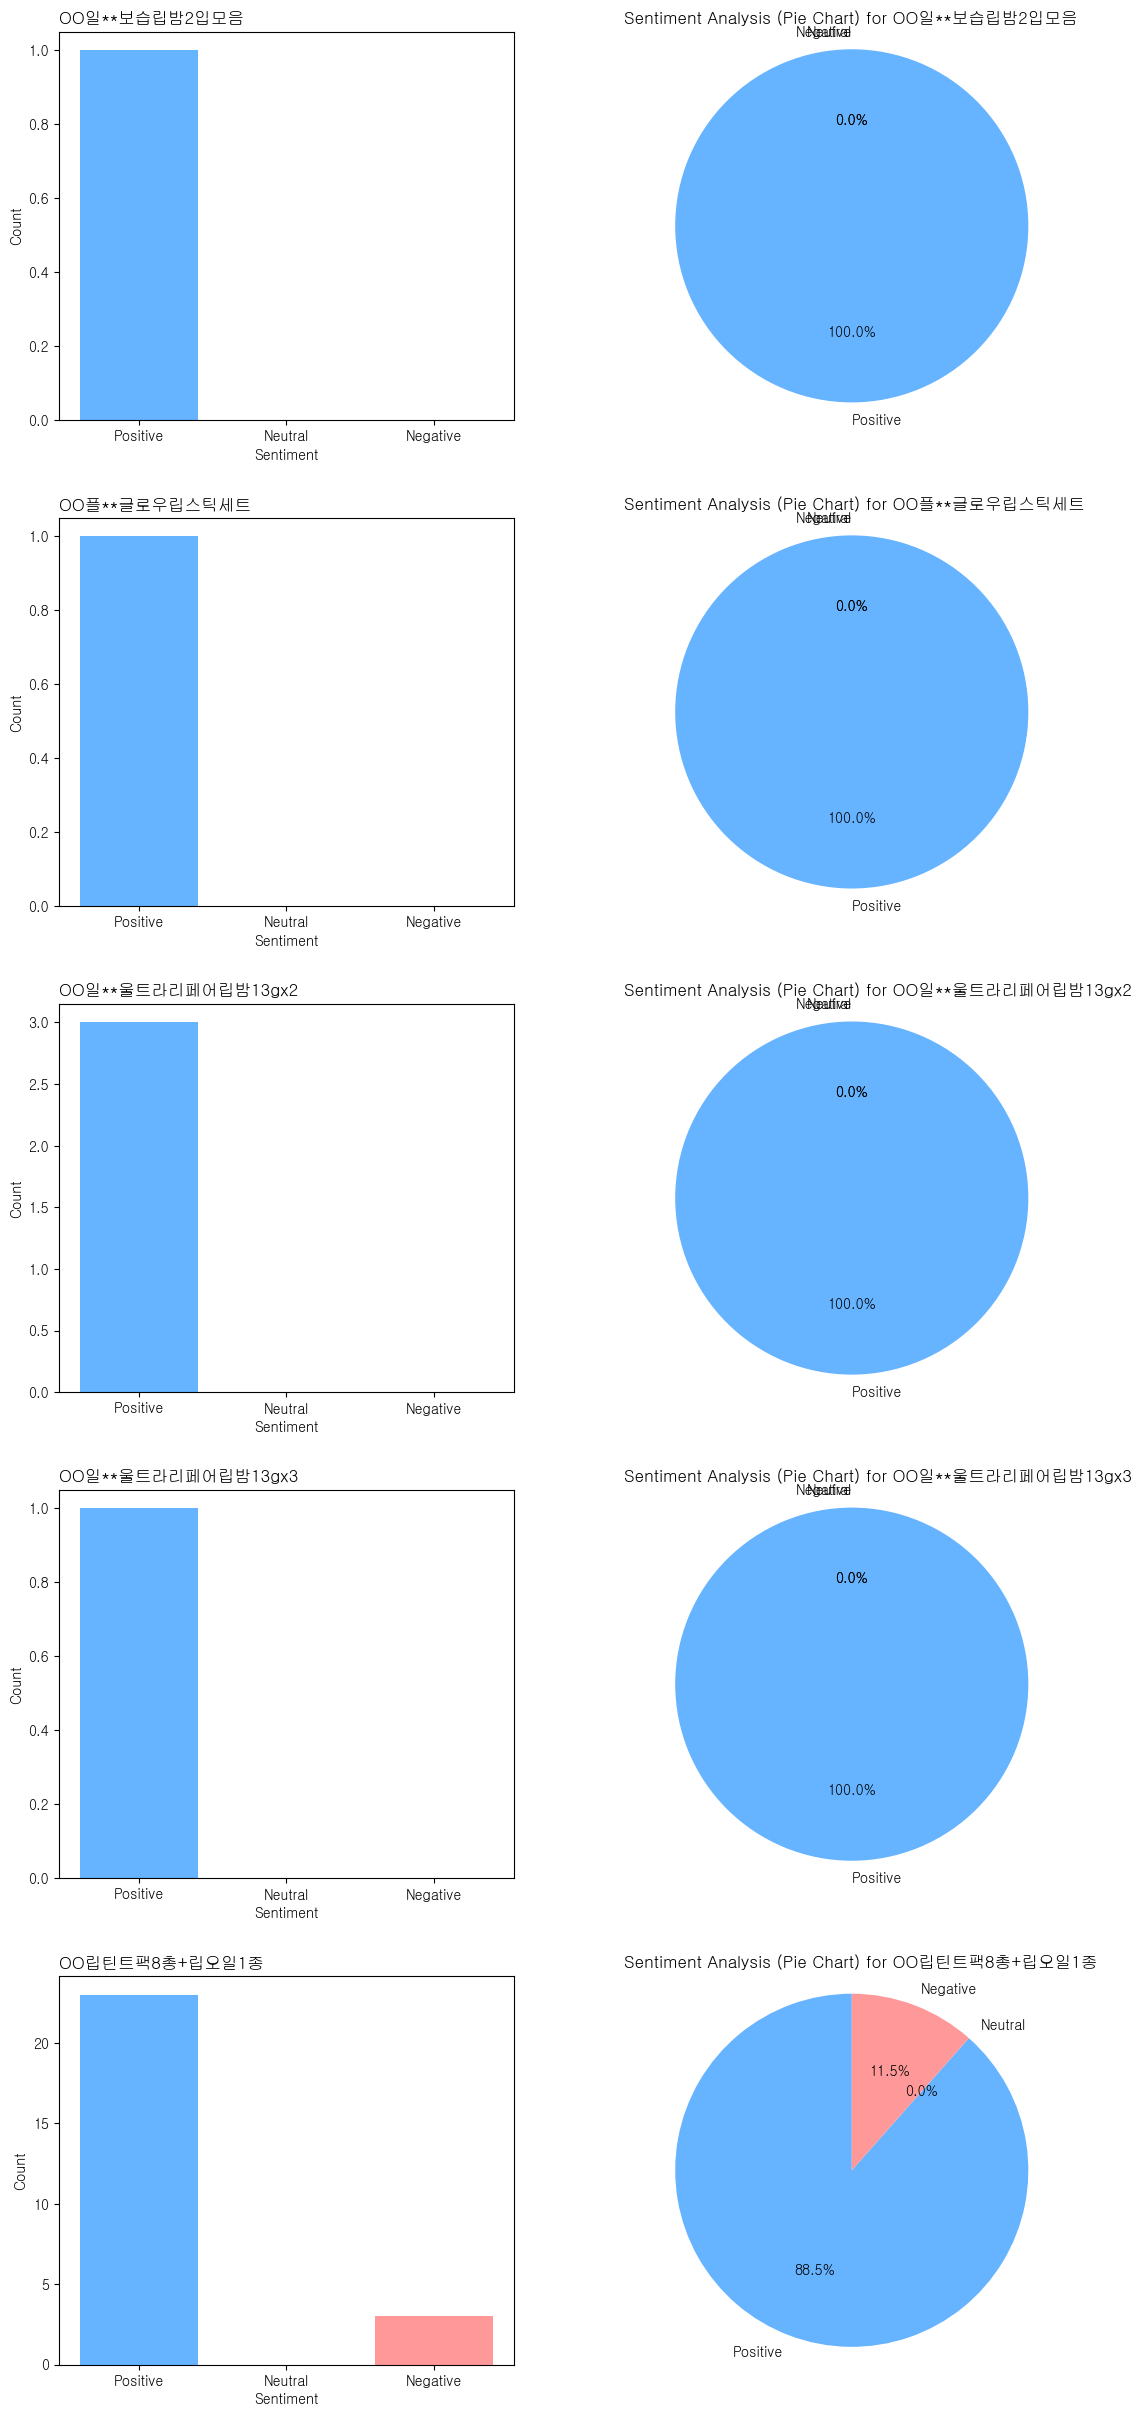 OO일**보습립밤2입모음
1.0
0.8
0.6
0.4
0.2
0.0
Count
Positive
Neutral
Negative
Sentiment
Sentiment Analysis (Pie Chart) for OO일**보습립밤2입모음
Negative
Neutral
0.0%
100.0%
Positive
OO플**글로우립스틱세트
1.0
0.8
0.6
0.4
0.2
0.0
Count
Positive
Neutral
Negative
Sentiment
Sentiment Analysis (Pie Chart) for OO플**글로우립스틱세트
Negative
Neutral
0.0%
100.0%
Positive
OO일**울트라리페어립밤13gx2
3.0
2.5
2.0
1.5
1.0
0.5
0.0
Count
Positive
Neutral
Negative
Sentiment
Sentiment Analysis (Pie Chart) for OO일**울트라리페어립밤13gx2
Negative
Neutral
0.0%
100.0%
Positive
OO일**울트라리페어립밤13gx3
1.0
0.8
0.6
0.4
0.2
0.0
Count
Positive
Neutral
Negative
Sentiment
Sentiment Analysis (Pie Chart) for OO일**울트라리페어립밤13gx3
Negative
Neutral
0.0%
100.0%
Positive
OO립틴트팩8총+립오일1종
20
15
10
5
0
Count
Positive
Neutral
Negative
Sentiment
Sentiment Analysis (Pie Chart) for OO립틴트팩8총+립오일1종
Negative
Neutral
11.5%
0.0%
88.5%
Positive